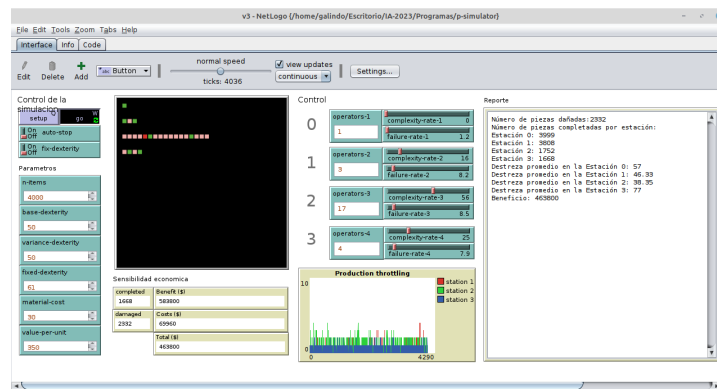 v3 - NetLogo {/home/galindo/Escritorio/IA-2023/Programas/p-simulator}
File Edit Tools Zoom Tabs Help
Interface Info Code
Edit Delete Add
Button
normal speed
ticks: 4036
view updates
continuous
Settings...
Control de la
simulacion
setup go
On
Off auto-stop
On
Off fix-dexterity
Parametros
n-items
4000
base-dexterity
50
variance-dexterity
50
fixed-dexterity
61
material-cost
30
value-per-unit
350
Sensibilidad economica
completed
1668
Benefit ($)
583800
damaged
2332
Costs ($)
69960
Total ($)
463800
Control
0
operators-1
1
complexity-rate-1 0
failure-rate-1 1.2
1
operators-2
3
complexity-rate-2 16
failure-rate-2 8.2
2
operators-3
17
complexity-rate-3 56
failure-rate-3 8.5
3
operators-4
4
complexity-rate-4 25
failure-rate-4 7.9
Production throttling
10
0
0 4290
station 1
station 2
station 3
Reporte
Número de piezas dañadas:2332
Número de piezas completadas por estación:
Estación 0: 3999
Estación 1: 3808
Estación 2: 1752
Estación 3: 1668
Destreza promedio en la Estación 0: 57
Destreza promedio en la Estación 1: 46.33
Destreza promedio en la Estación 2: 38.35
Destreza promedio en la Estación 3: 77
Beneficio: 463800